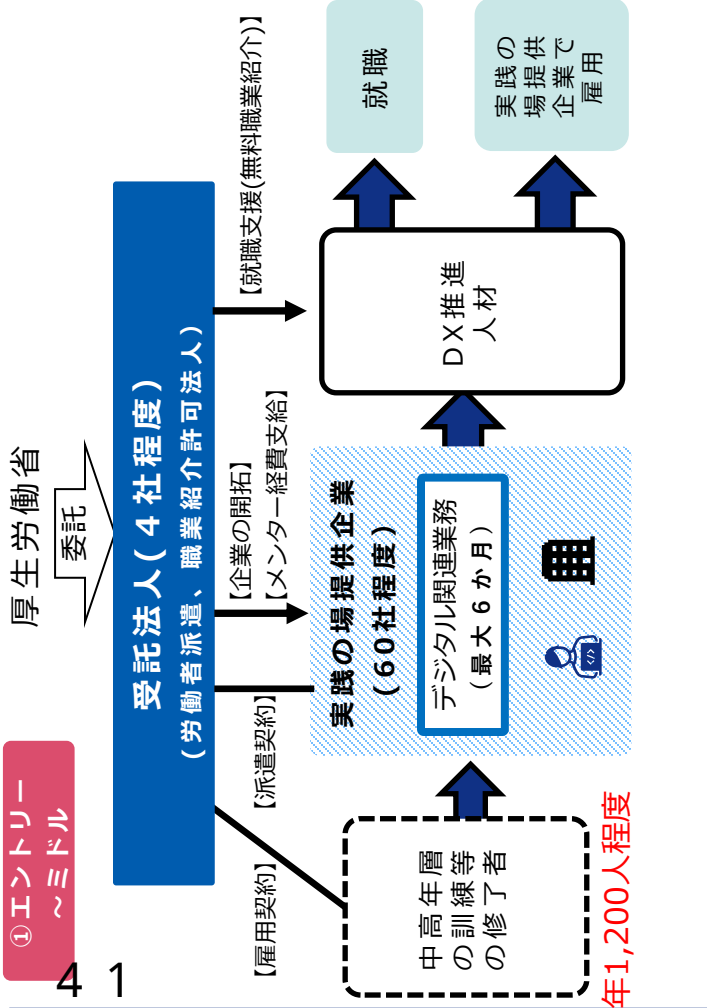 ①エントリー
～ミドル
厚生労働省
委託
受託法人(４社程度)
(労働者派遣、職業紹介許可法人)
【雇用契約】
【派遣契約】
【企業の開拓】
【メンター経費支給】
【就職支援(無料職業紹介)】
中高年層
の訓練等
の修了者
年1,200人程度
実践の場提供企業
(60社程度)
デジタル関連業務
(最大６か月)
DX推進
人材
就職
実践の
場提供
企業で
雇用
41